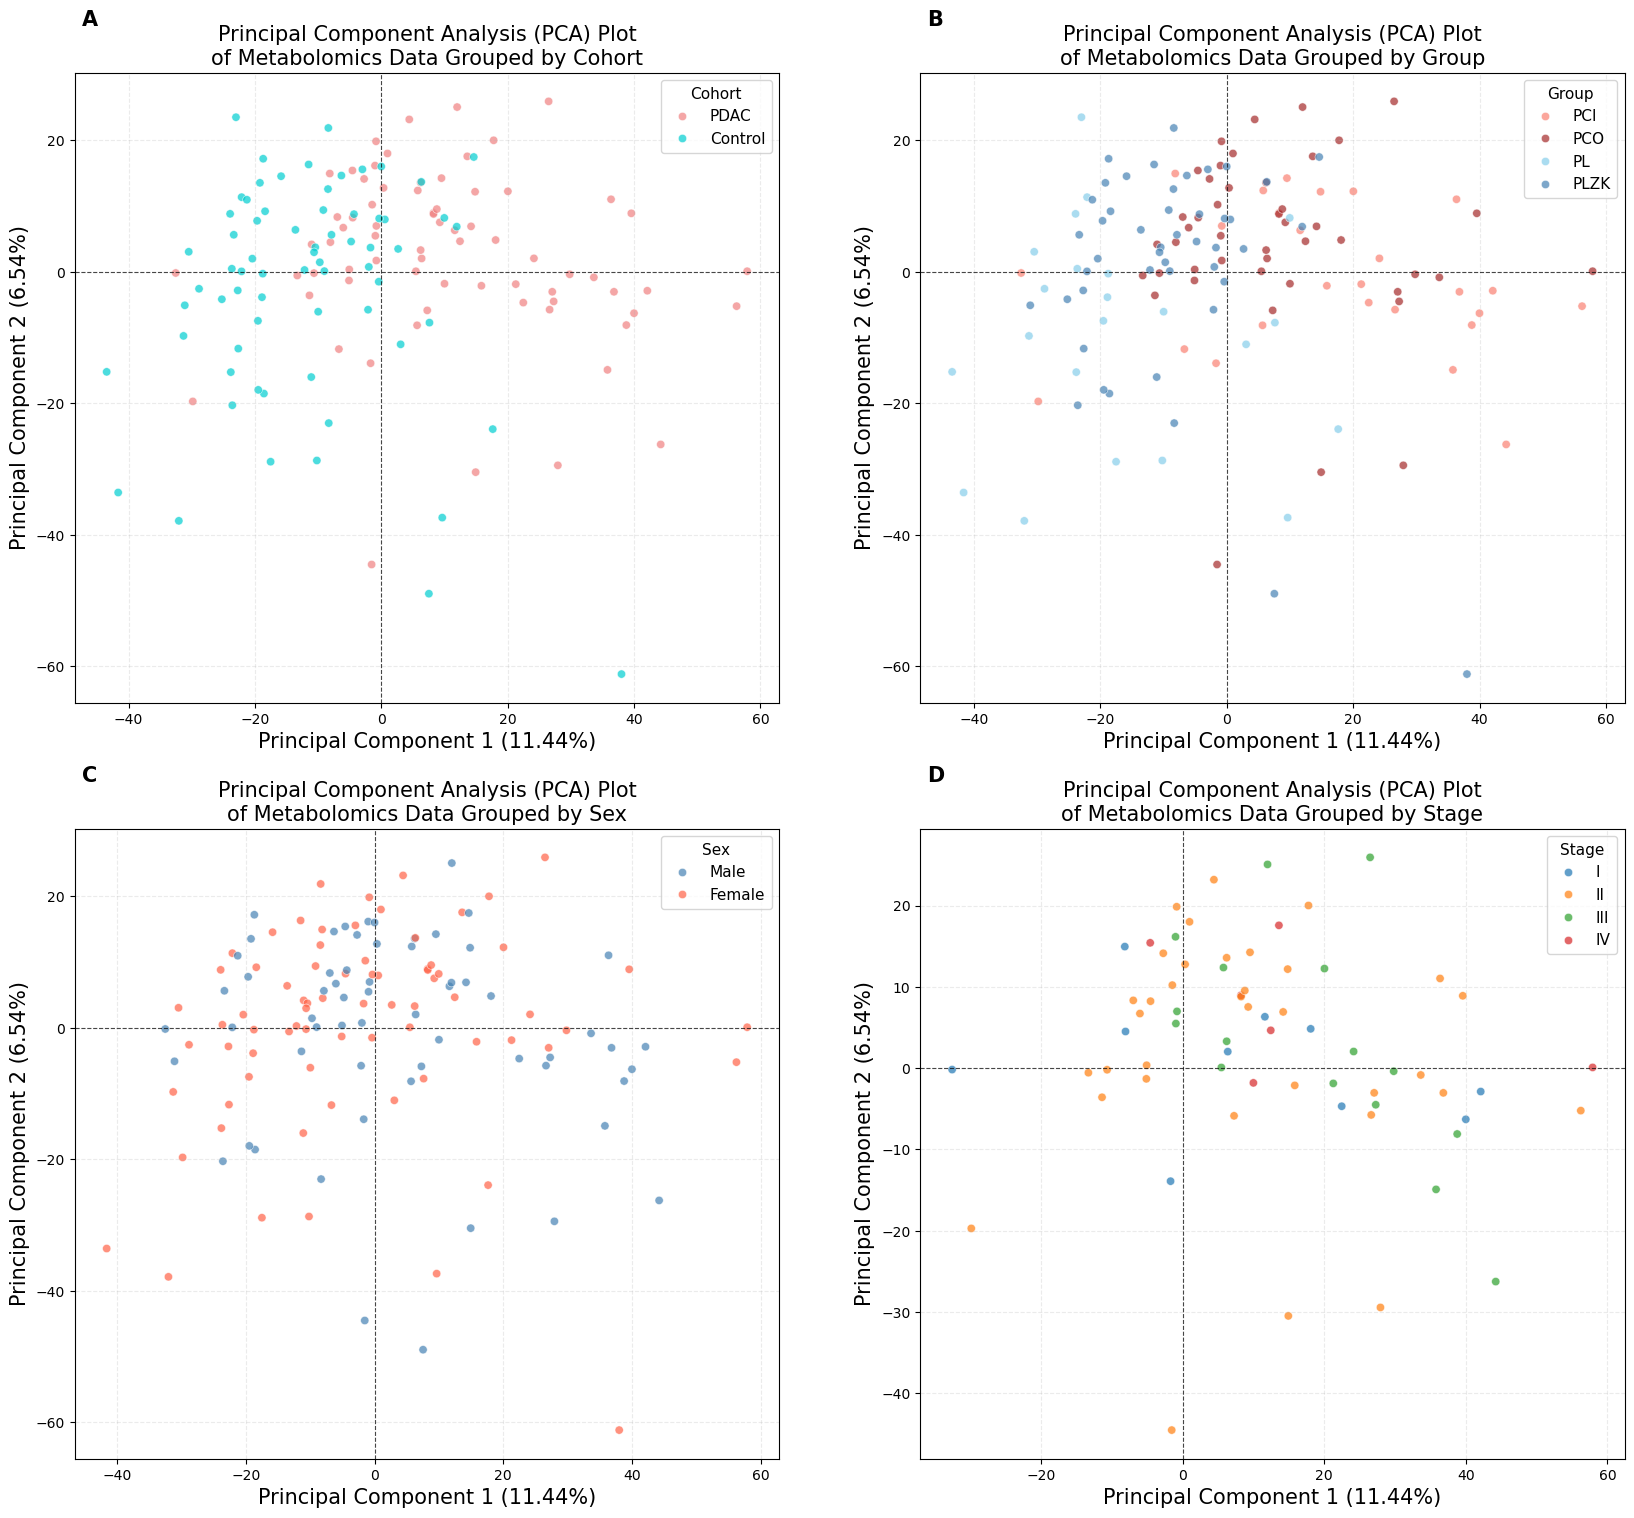 A
Principal Component Analysis (PCA) Plot
of Metabolomics Data Grouped by Cohort
Cohort
PDAC
Control
20
0
−20
−40
−60
Principal Component 2 (6.54%)
−40 −20 0 20 40 60
Principal Component 1 (11.44%)
B
Principal Component Analysis (PCA) Plot
of Metabolomics Data Grouped by Group
Group
PCI
PCO
PL
PLZK
20
0
−20
−40
−60
Principal Component 2 (6.54%)
−40 −20 0 20 40 60
Principal Component 1 (11.44%)
C
Principal Component Analysis (PCA) Plot
of Metabolomics Data Grouped by Sex
Sex
Male
Female
20
0
−20
−40
−60
Principal Component 2 (6.54%)
−40 −20 0 20 40 60
Principal Component 1 (11.44%)
D
Principal Component Analysis (PCA) Plot
of Metabolomics Data Grouped by Stage
Stage
I
II
III
IV
20
10
0
−10
−20
−30
−40
Principal Component 2 (6.54%)
−20 0 20 40 60
Principal Component 1 (11.44%)